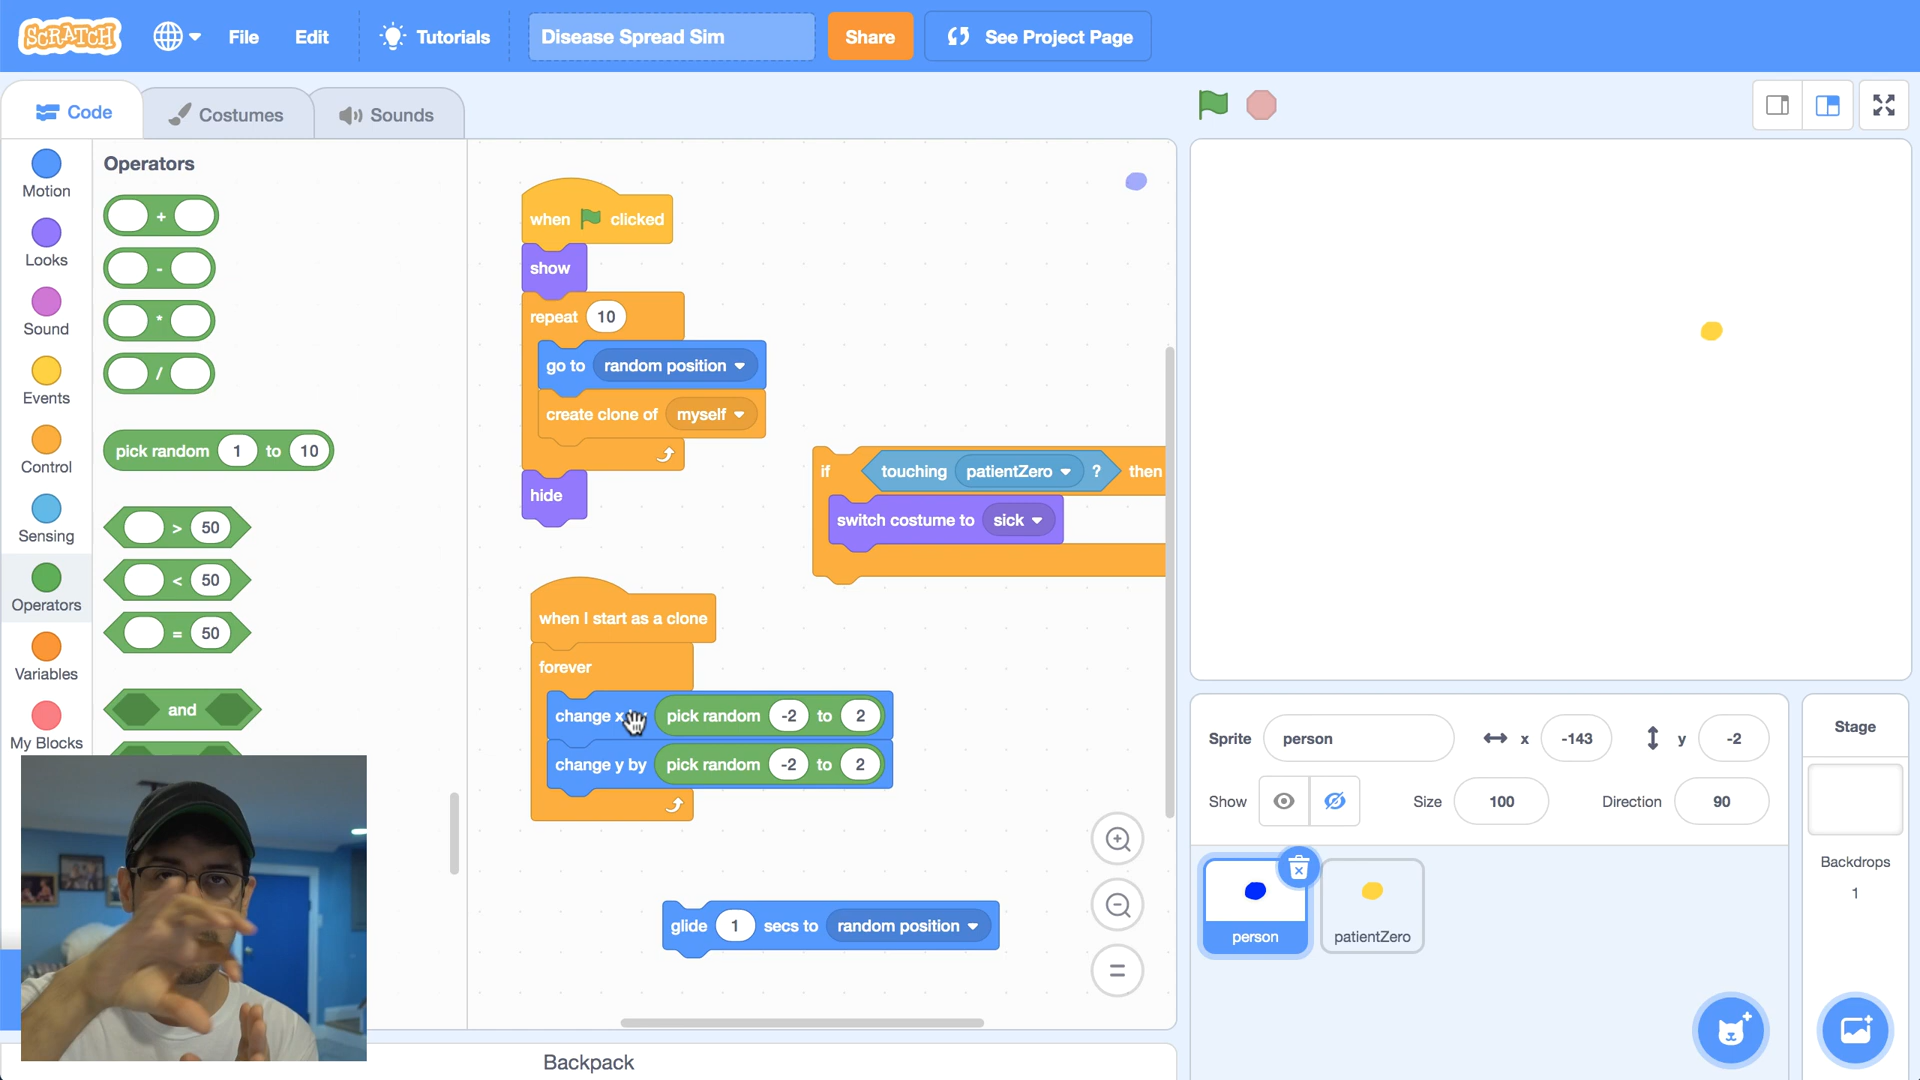 SCRATCH
File
Edit
Tutorials
Disease Spread Sim
Share
See Project Page
Code
Costumes
Sounds
Motion
Looks
Sound
Events
Control
Sensing
Operators
Variables
My Blocks
Operators
+
-
*
/
pick random 1 to 10
> 50
< 50
= 50
and
when clicked
show
repeat 10
go to random position
create clone of myself
hide
if touching patientZero ? then
switch costume to sick
when I start as a clone
forever
change x pick random -2 to 2
change y by pick random -2 to 2
glide 1 secs to random position
Backpack
Sprite person x -143 y -2
Show Size 100 Direction 90
person
patientZero
Stage
Backdrops
1